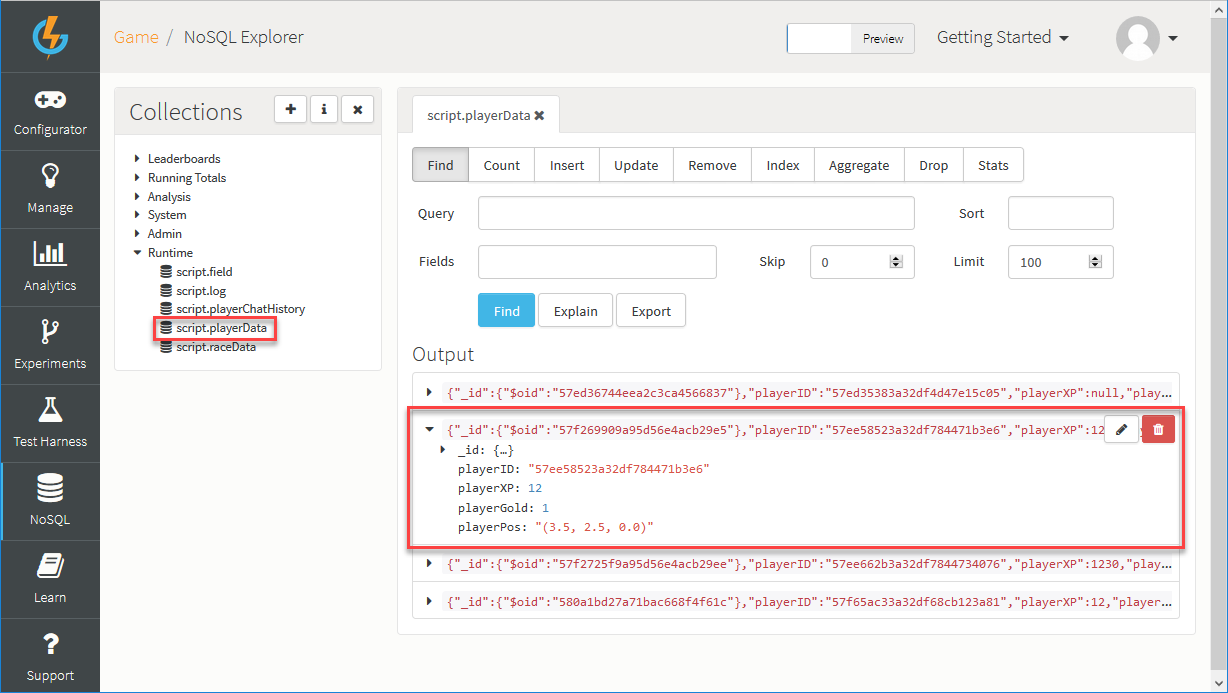 Game / NoSQL Explorer
Preview
Getting Started
Configurator
Manage
Analytics
Experiments
Test Harness
NoSQL
Learn
Support
Collections
Leaderboards
Running Totals
Analysis
System
Admin
Runtime
script.field
script.log
script.playerChatHistory
script.playerData
script.raceData
script.playerData
Find Count Insert Update Remove Index Aggregate Drop Stats
Query Sort
Fields Skip 0 Limit 100
Find Explain Export
Output
{"_id":{"$oid":"57ed36744eea2c3ca4566837"},"playerID":"57ed35383a32df4d47e15c05","playerXP":null,"play...
{"_id":{"$oid":"57f269909a95d56e4acb29e5"},"playerID":"57ee58523a32df784471b3e6","playerXP":12
_id: {…}
playerID: "57ee58523a32df784471b3e6"
playerXP: 12
playerGold: 1
playerPos: "(3.5, 2.5, 0.0)"
{"_id":{"$oid":"57f2725f9a95d56e4acb29ee"},"playerID":"57ee662b3a32df7844734076","playerXP":1230,"play...
{"_id":{"$oid":"580a1bd27a71bac668f4f61c"},"playerID":"57f65ac33a32df68cb123a81","playerXP":12,"player...